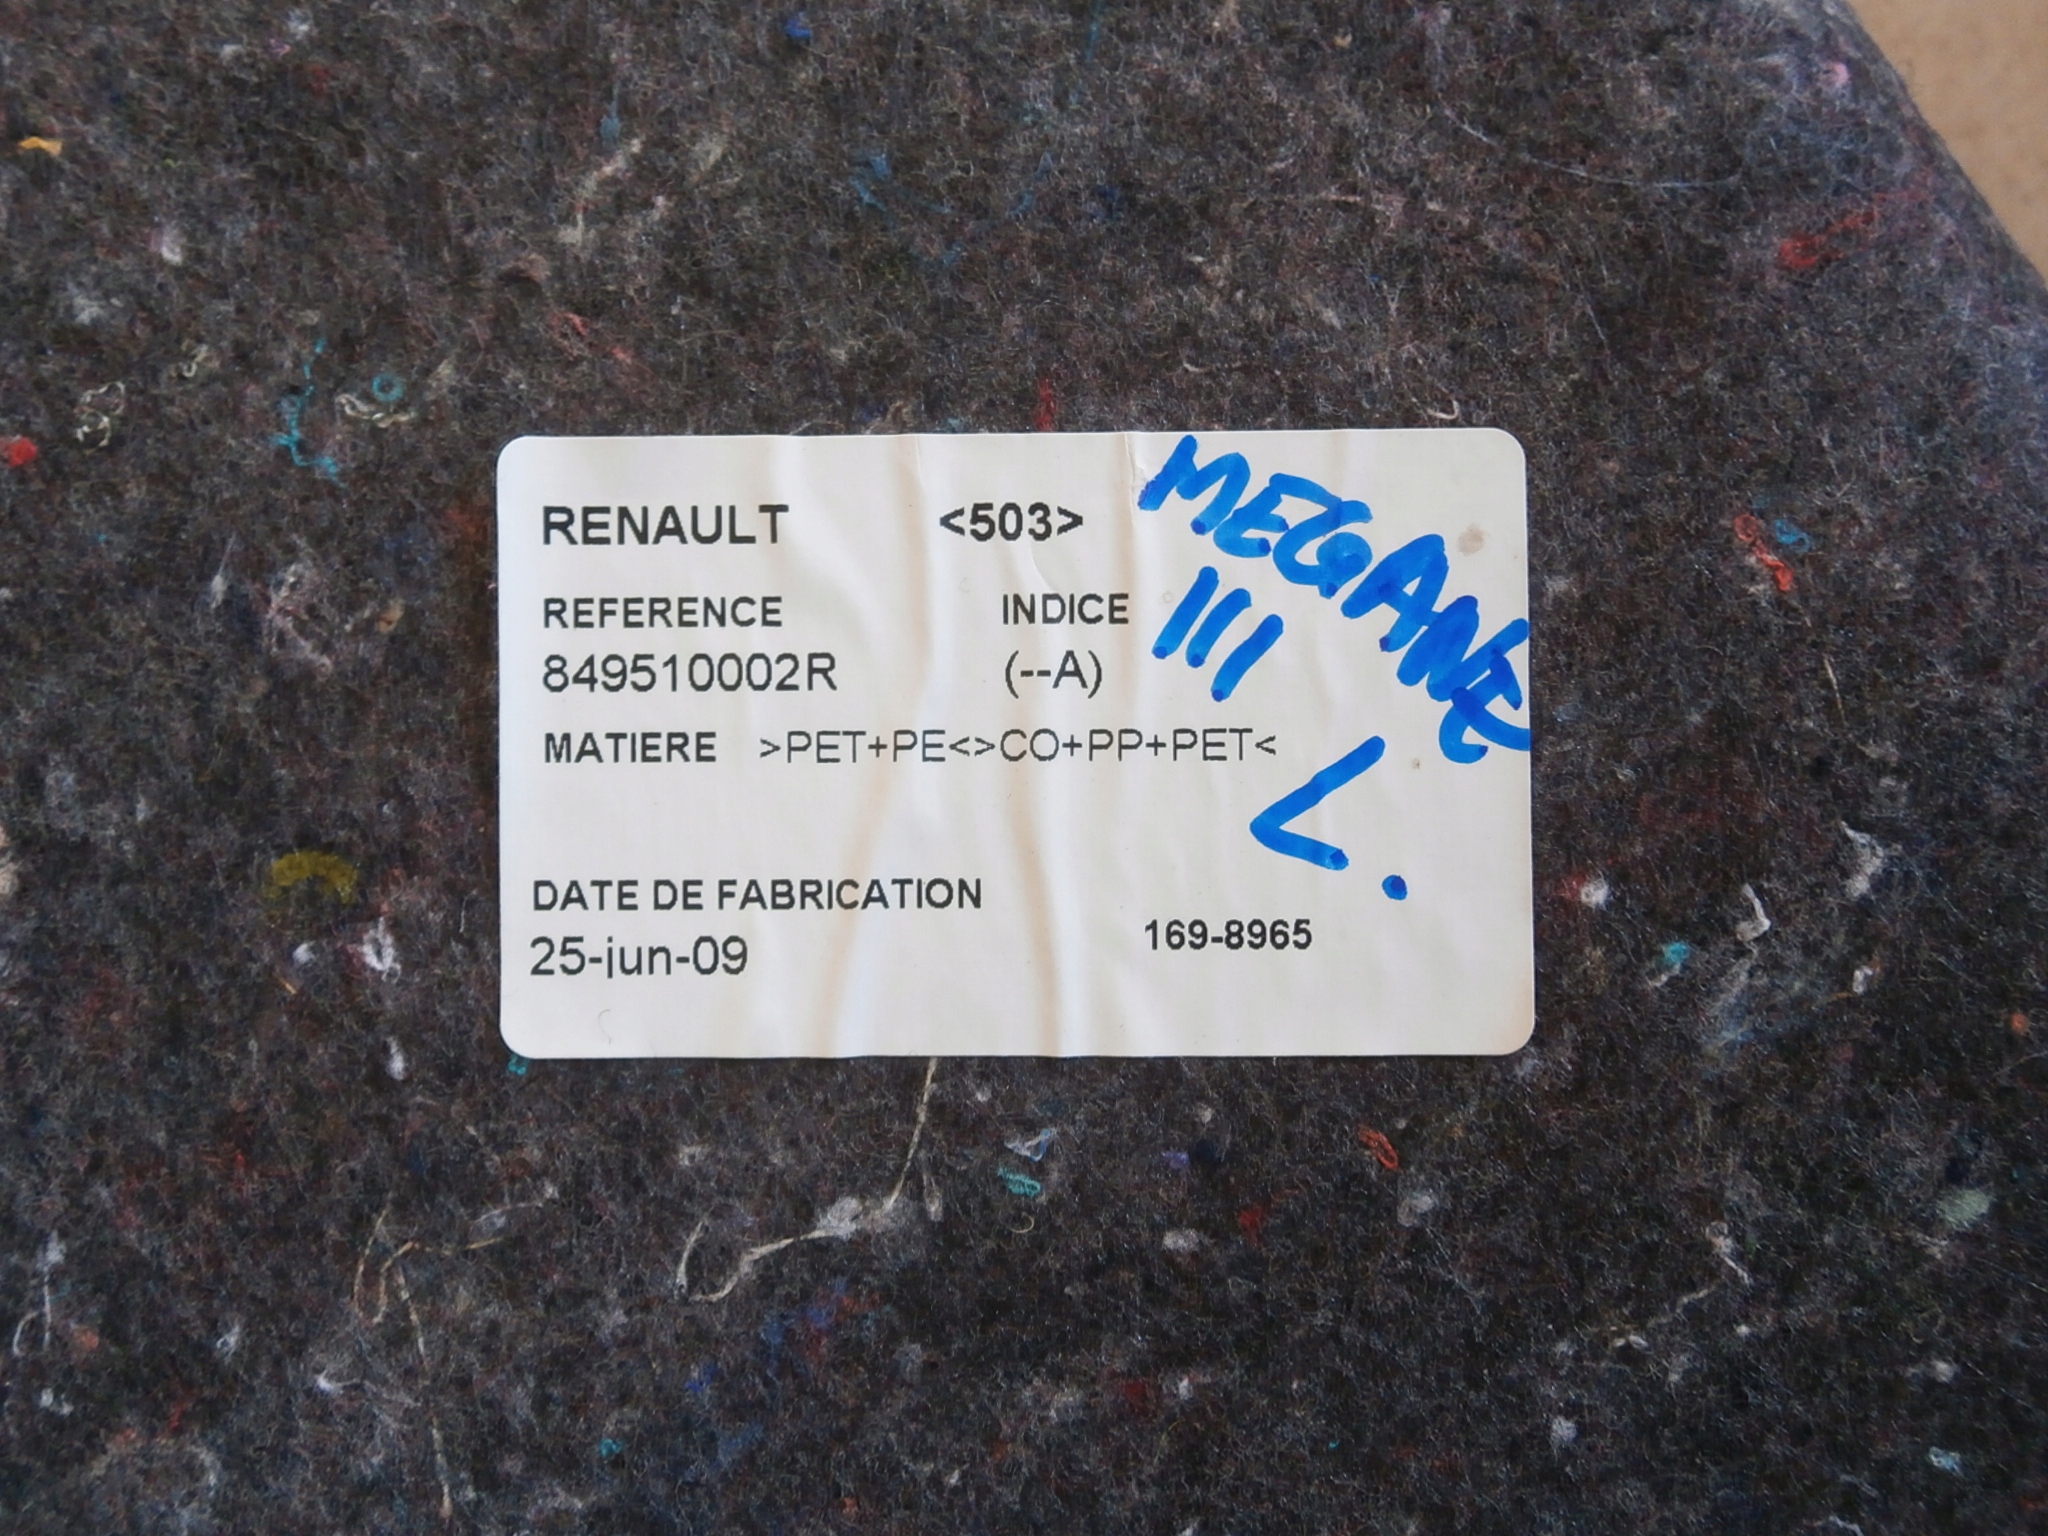 RENAULT <503>
MEGANE
III
L.
REFERENCE INDICE
849510002R (--A)
MATIERE >PET+PE<>CO+PP+PET<
DATE DE FABRICATION
25-jun-09
169-8965